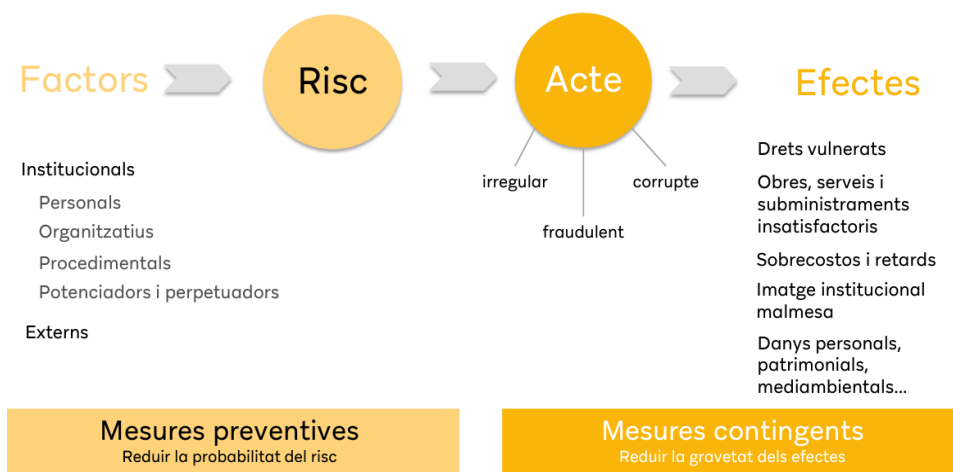 Factors
Risc
Acte
Efectes
Institucionals
Personals
Organitzatius
Procedimentals
Potenciadors i perpetuadors
Externs
irregular
fraudulent
corrupte
Drets vulnerats
Obres, serveis i
subministraments
insatisfactoris
Sobrecostos i retards
Imatge institucional
malmesa
Danys personals,
patrimonials,
mediambientals...
Mesures preventives
Reduir la probabilitat del risc
Mesures contingents
Reduir la gravetat dels efectes